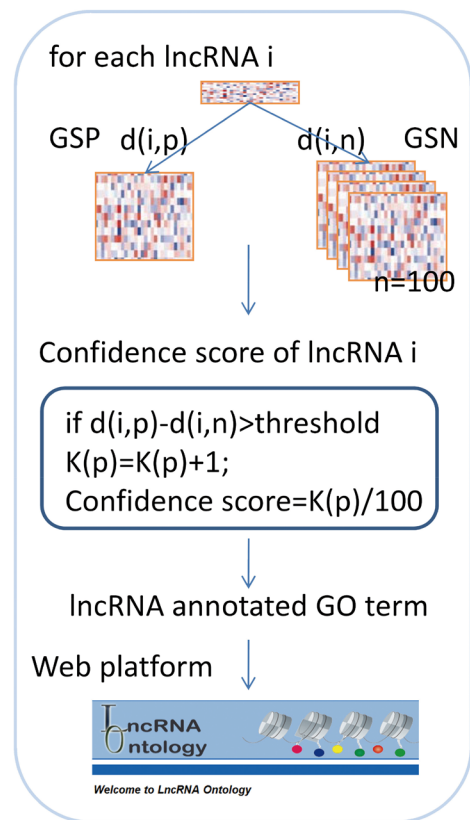 for each lncRNA i
GSP d(i,p) d(i,n) GSN
n=100
Confidence score of lncRNA i
if d(i,p)-d(i,n)>threshold
K(p)=K(p)+1;
Confidence score=K(p)/100
lncRNA annotated GO term
Web platform
LncRNA
Ontology
Welcome to LncRNA Ontology